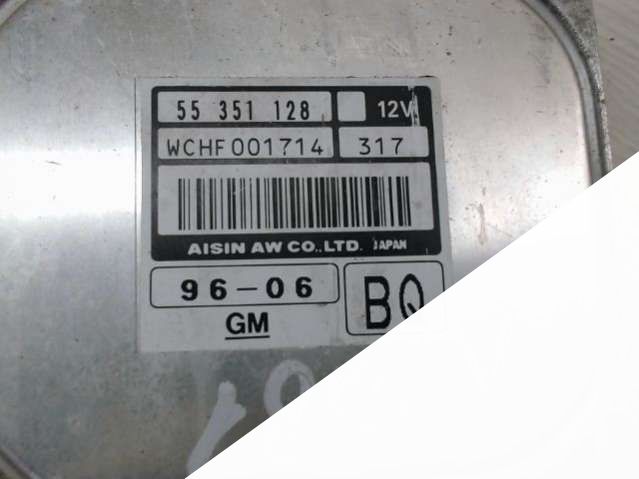 55 351 128 12V
WCHF001714 317
AISIN AW CO.,LTD. JAPAN
96-06 BQ
GM